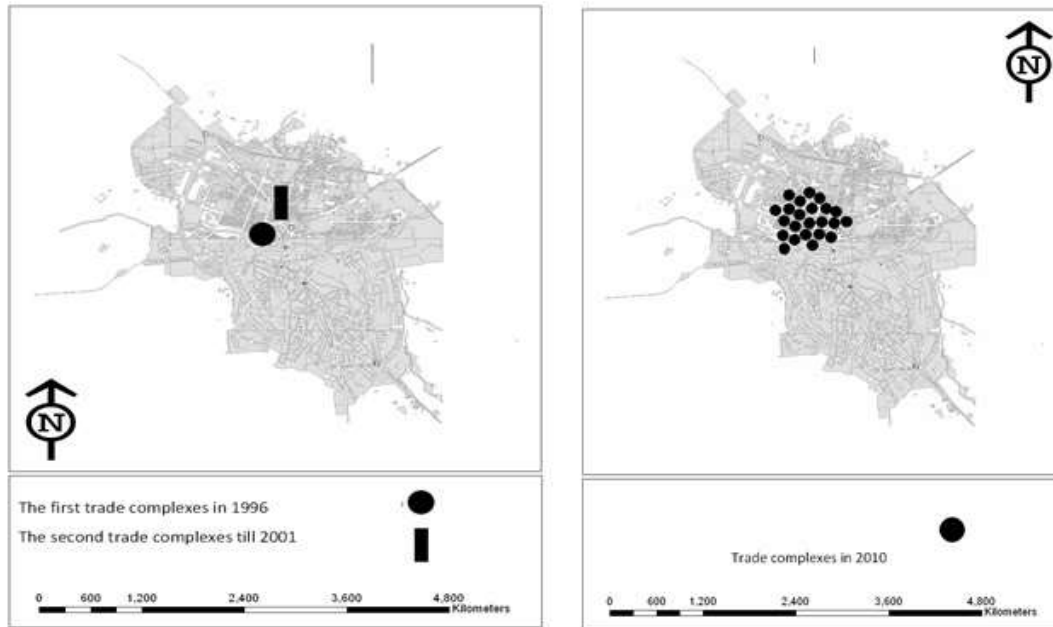 N
The first trade complexes in 1996
The second trade complexes till 2001
0 600 1,200 2,400 3,600 4,800
Kilometers
N
Trade complexes in 2010
0 600 1,200 2,400 3,600 4,800
Kilometers